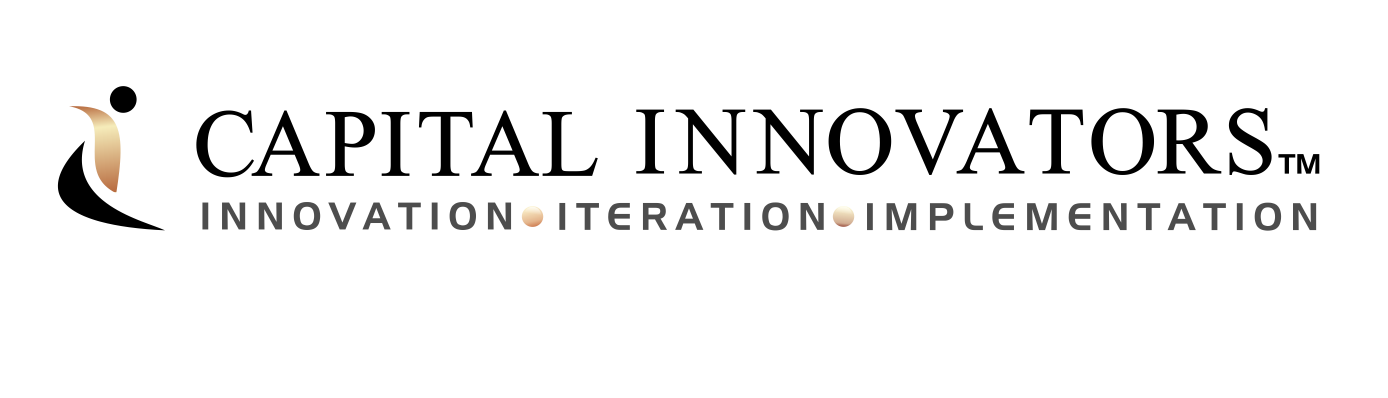 CAPITAL INNOVATORS™
INNOVATION•ITERATION•IMPLEMENTATION